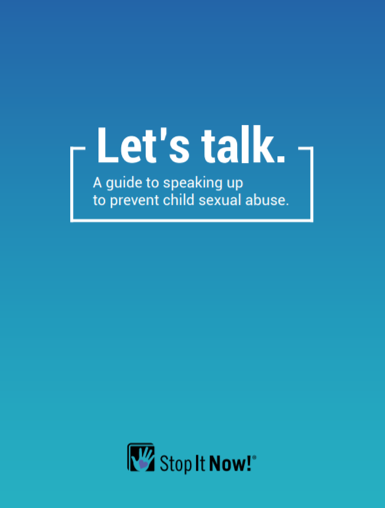 Let's talk.
A guide to speaking up
to prevent child sexual abuse.
Stop It Now!®